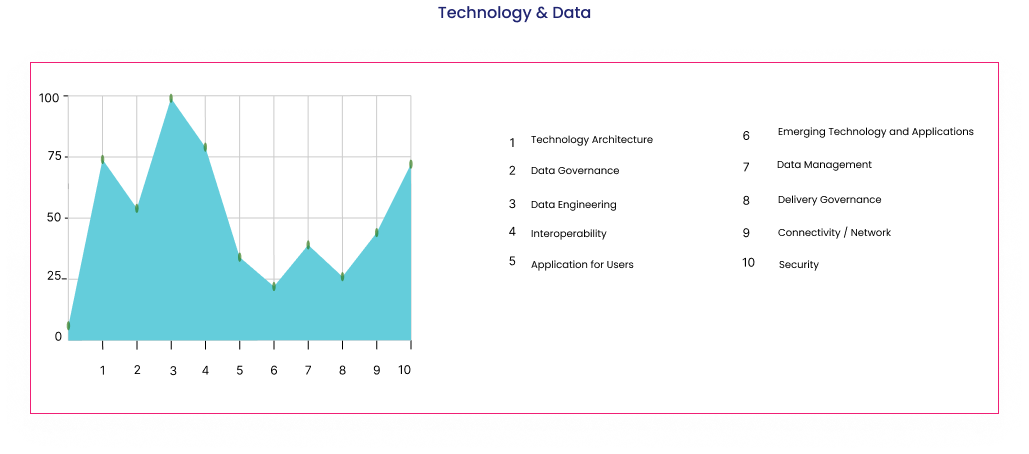 Technology & Data
100
75
50
25
0
1 2 3 4 5 6 7 8 9 10
1 Technology Architecture
2 Data Governance
3 Data Engineering
4 Interoperability
5 Application for Users
6 Emerging Technology and Applications
7 Data Management
8 Delivery Governance
9 Connectivity / Network
10 Security